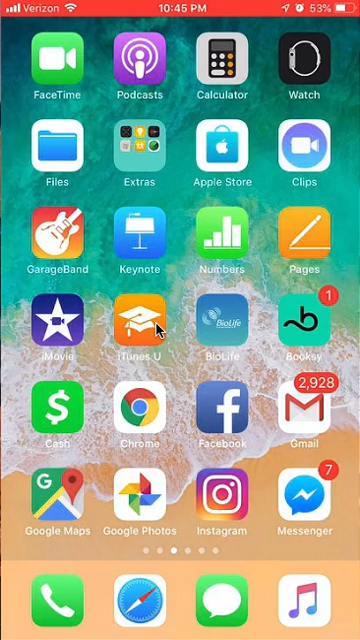 Verizon 10:45 PM 53%
FaceTime Podcasts Calculator Watch
Files Extras Apple Store Clips
GarageBand Keynote Numbers Pages
1
BioLife
iMovie iTunes U BioLife Booksy
2,928
$
Cash Chrome Facebook Gmail
G 7
Google Maps Google Photos Instagram Messenger